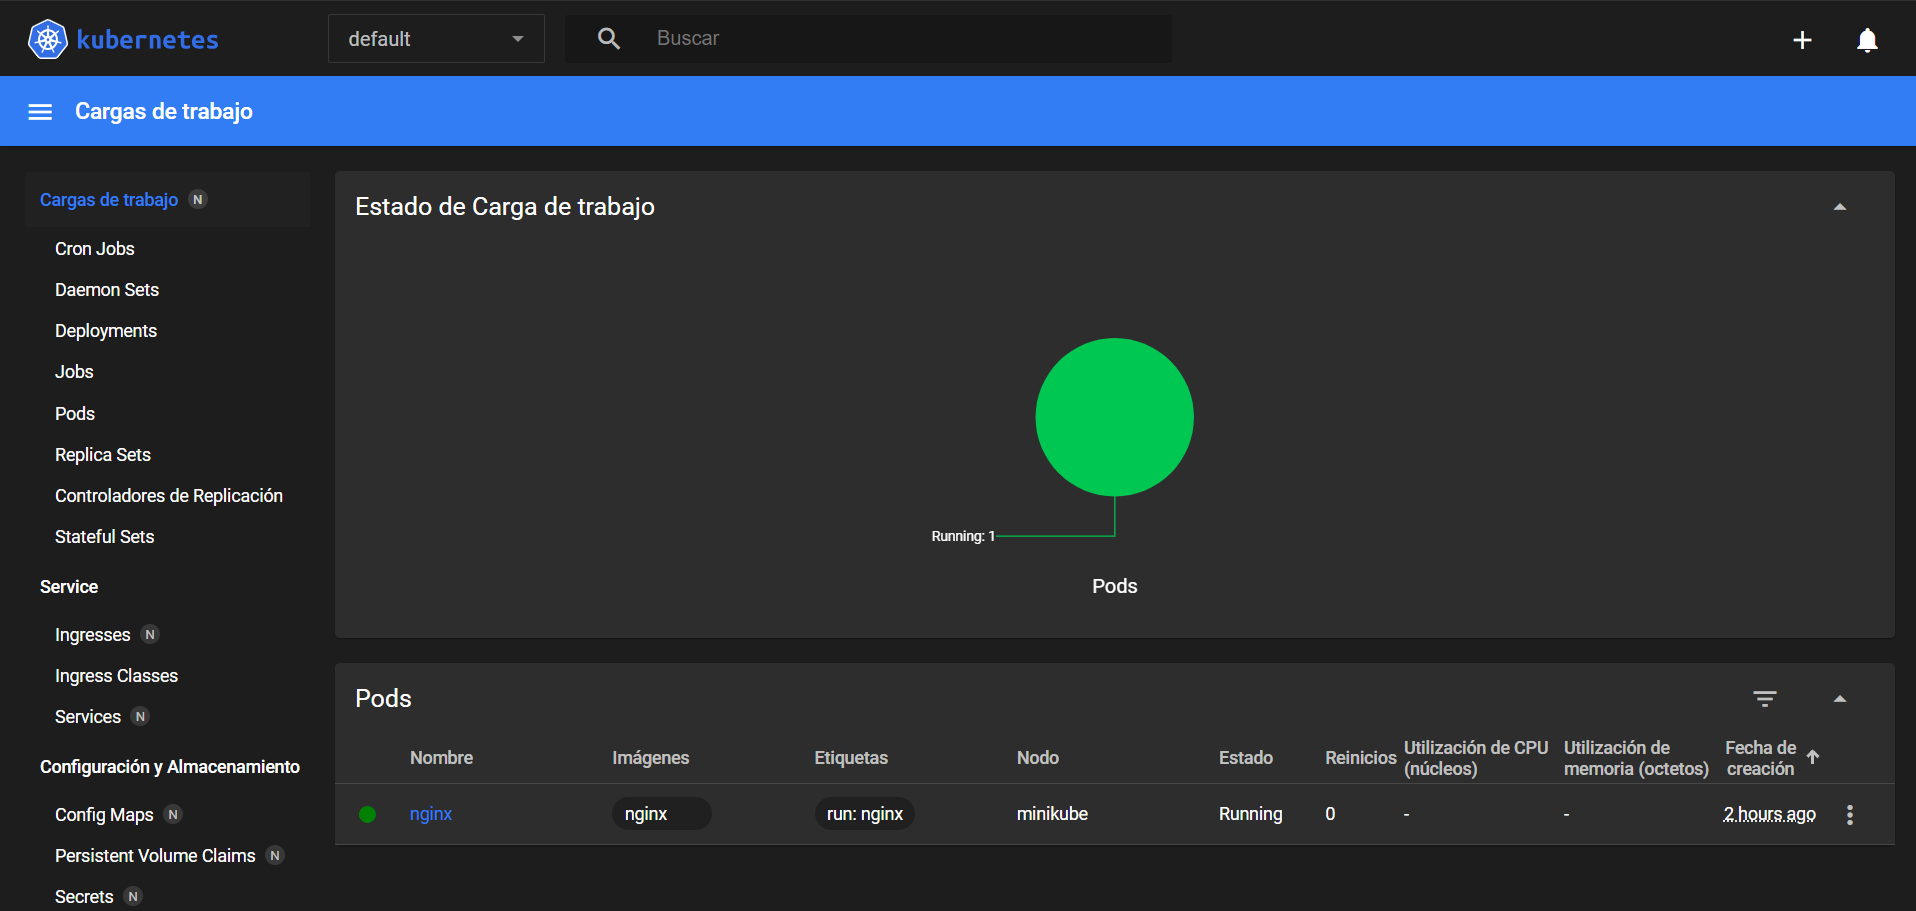 kubernetes
default
Buscar
Cargas de trabajo
Cargas de trabajo N
Cron Jobs
Daemon Sets
Deployments
Jobs
Pods
Replica Sets
Controladores de Replicación
Stateful Sets
Service
Ingresses N
Ingress Classes
Services N
Configuración y Almacenamiento
Config Maps N
Persistent Volume Claims N
Secrets N
Estado de Carga de trabajo
Running: 1
Pods
Pods
Nombre Imágenes Etiquetas Nodo Estado Reinicios Utilización de CPU (núcleos) Utilización de memoria (octetos) Fecha de creación
nginx nginx run: nginx minikube Running 0 - - 2 hours ago